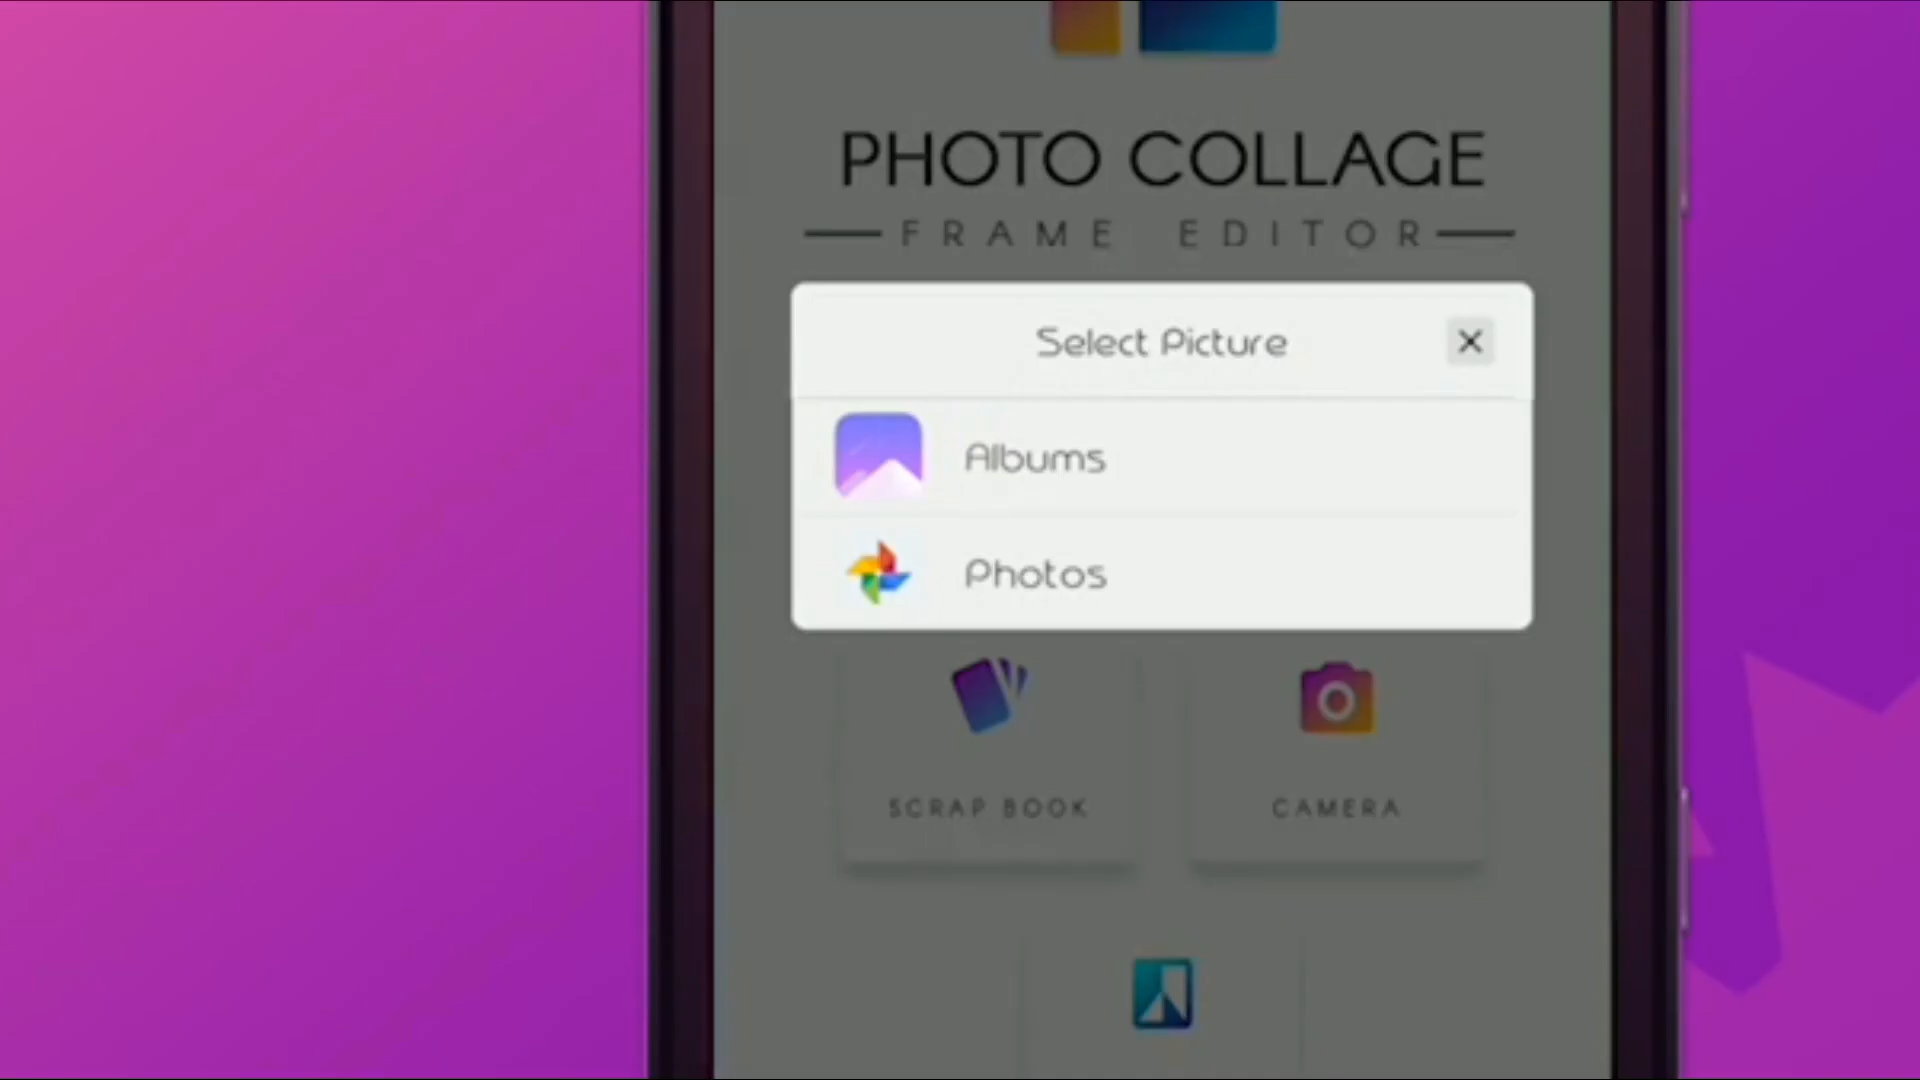 PHOTO COLLAGE
FRAME EDITOR
Select Picture
Albums
Photos
SCRAP BOOK
CAMERA